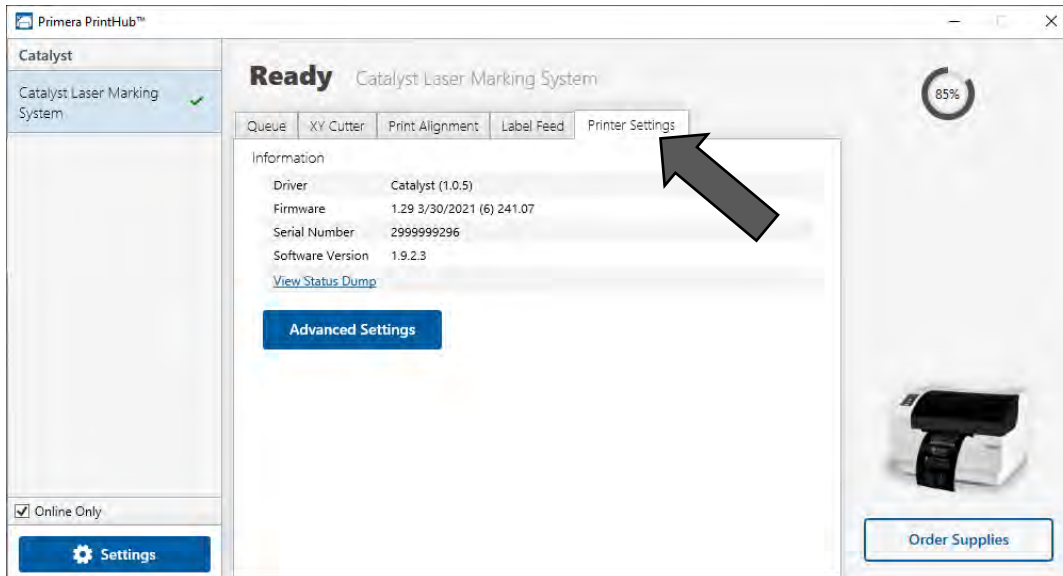 Primera PrintHub™
Catalyst
Catalyst Laser Marking
System
Ready Catalyst Laser Marking System
85%
Queue XY Cutter Print Alignment Label Feed Printer Settings
Information
Driver Catalyst (1.0.5)
Firmware 1.29 3/30/2021 (6) 241.07
Serial Number 2999999296
Software Version 1.9.2.3
View Status Dump
Advanced Settings
Online Only
Settings
Order Supplies